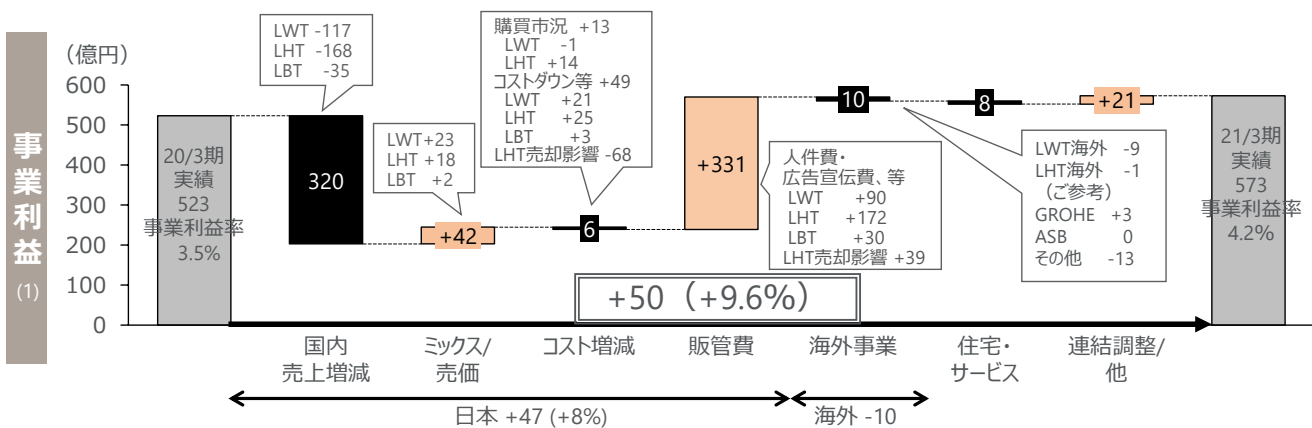 事業利益
(1)
（億円）
600
500
400
300
200
100
0
20/3期
実績
523
事業利益率
3.5%
LWT -117
LHT -168
LBT -35
320
LWT+23
LHT +18
LBT +2
+42
購買市況 +13
LWT -1
LHT +14
コストダウン等 +49
LWT +21
LHT +25
LBT +3
LHT売却影響 -68
6
+331
人件費・
広告宣伝費、等
LWT +90
LHT +172
LBT +30
LHT売却影響 +39
10
8
+21
LWT海外 -9
LHT海外 -1
（ご参考）
GROHE +3
ASB 0
その他 -13
21/3期
実績
573
事業利益率
4.2%
+50（+9.6%）
国内
売上増減
ミックス/
売価
コスト増減
販管費
海外事業
住宅・
サービス
連結調整/
他
日本 +47 (+8%)
海外 -10